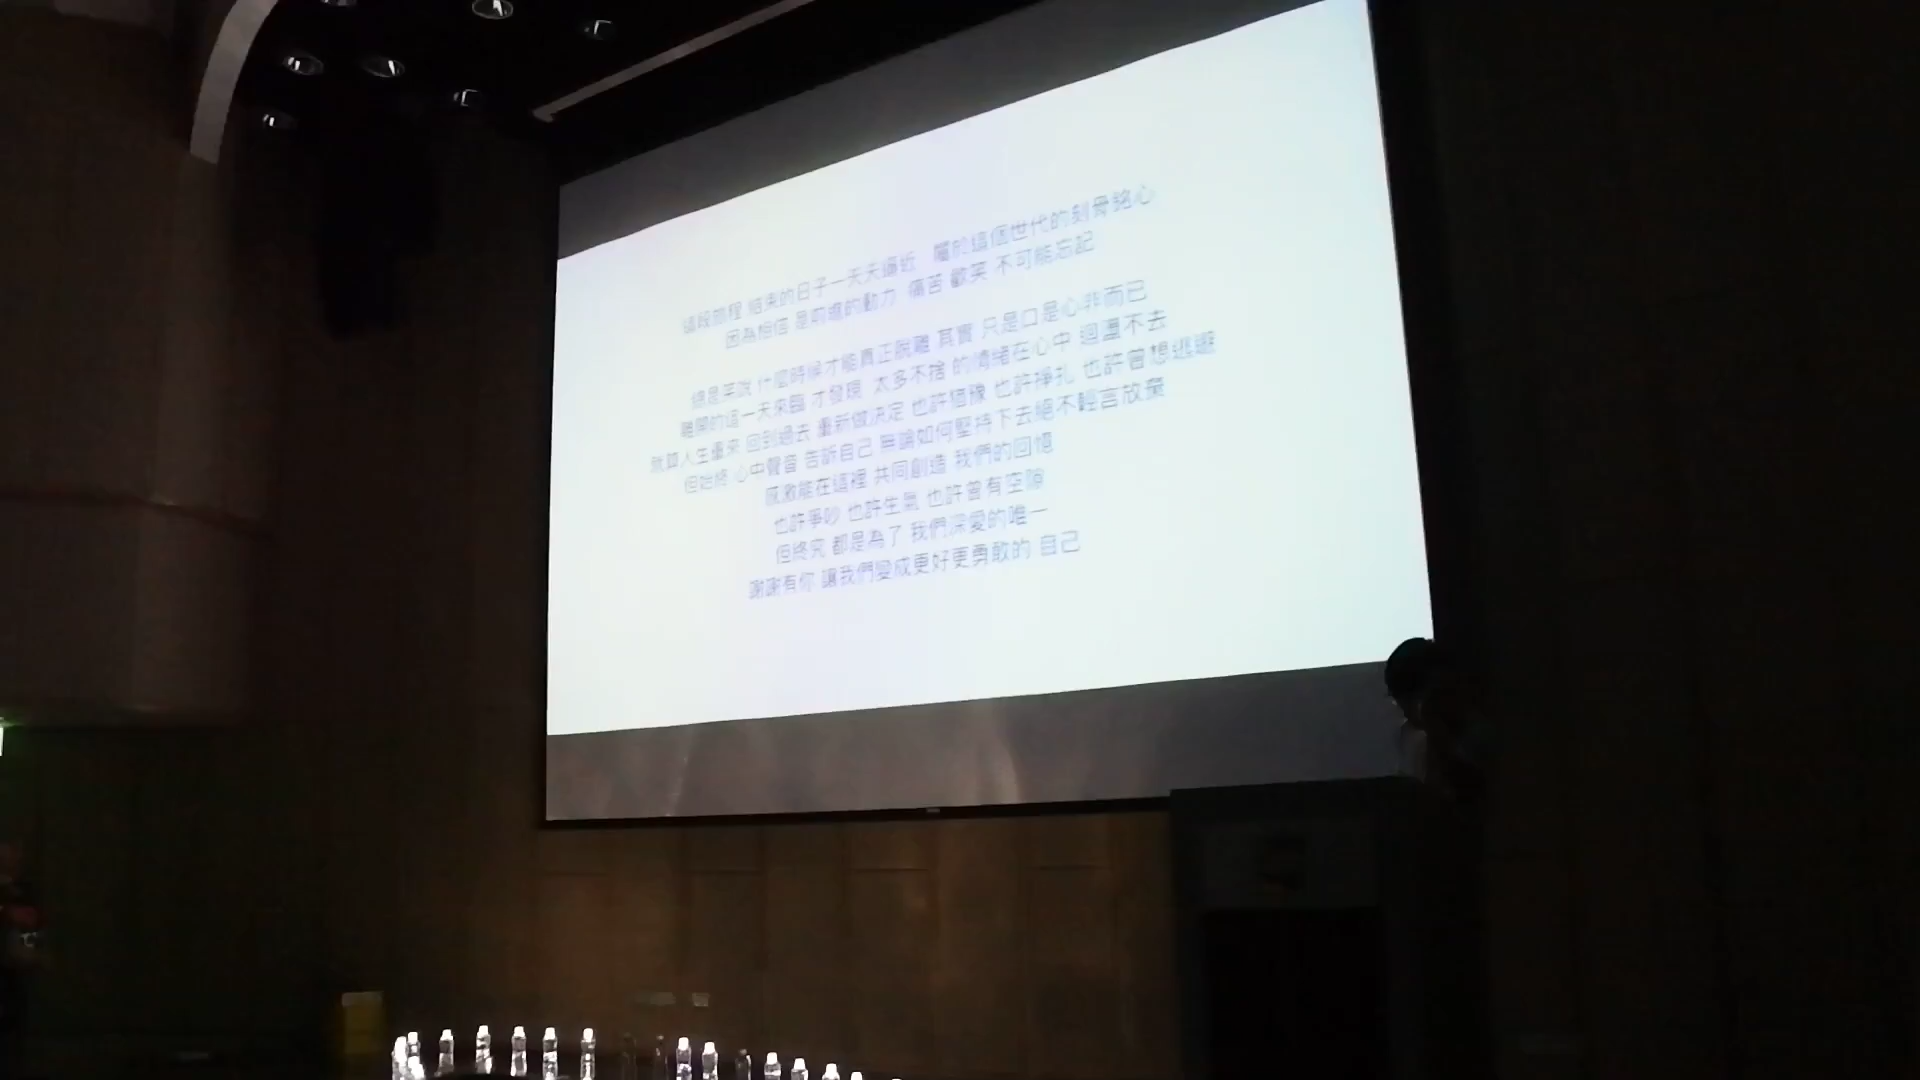 這段旅程 結束的日子一天天逼近 屬於這個世代的刻骨銘心
因為相信 是前進的動力 痛苦 歡笑 不可能忘記
總是笑說 什麼時候才能真正脫離 其實 只是口是心非而已
離開的這一天來臨 才發現 太多不捨 的情緒在心中 迴盪不去
就算人生重來 回到過去 重新做決定 也許猶豫 也許掙扎 也許曾想逃避
但始終 心中聲音 告訴自己 無論如何堅持下去絕不輕言放棄
感激能在這裡 共同創造 我們的回憶
也許爭吵 也許生氣 也許曾有空隙
但終究 都是為了 我們深愛的唯一
謝謝有你 讓我們變成更好更勇敢的 自己